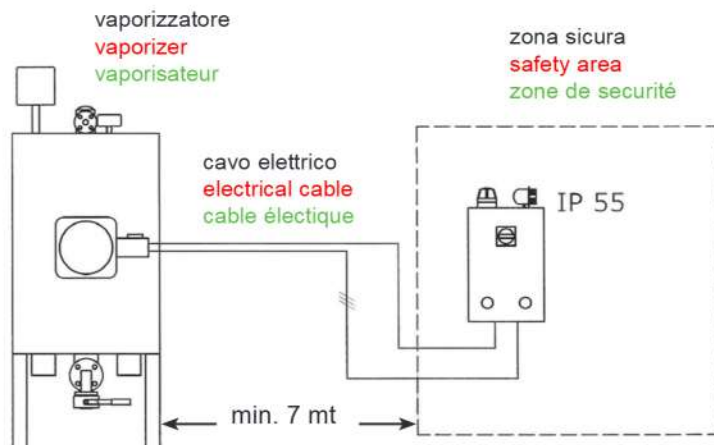 vaporizzatore
vaporizer
vaporisateur
zona sicura
safety area
zone de securité
cavo elettrico
electrical cable
cable électique
IP 55
min. 7 mt